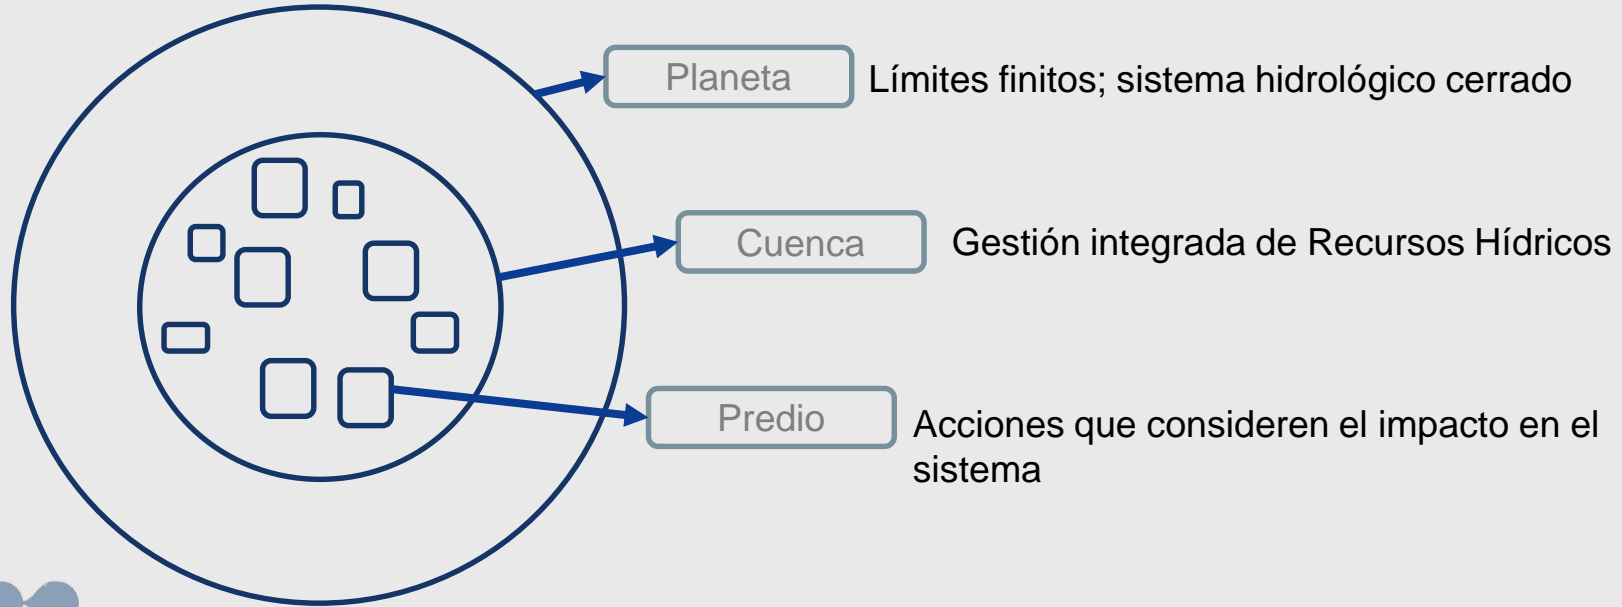 Planeta
Límites finitos; sistema hidrológico cerrado
Cuenca
Gestión integrada de Recursos Hídricos
Predio
Acciones que consideren el impacto en el
sistema